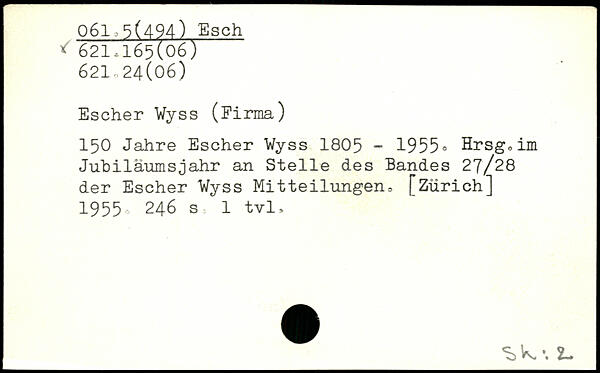 061.5(494) Esch
621.165(06)
621.24(06)
Escher Wyss (Firma)
150 Jahre Escher Wyss 1805 - 1955. Hrsg.im
Jubiläumsjahr an Stelle des Bandes 27/28
der Escher Wyss Mitteilungen. [Zürich]
1955. 246 s. 1 tvl.
Sk: 2